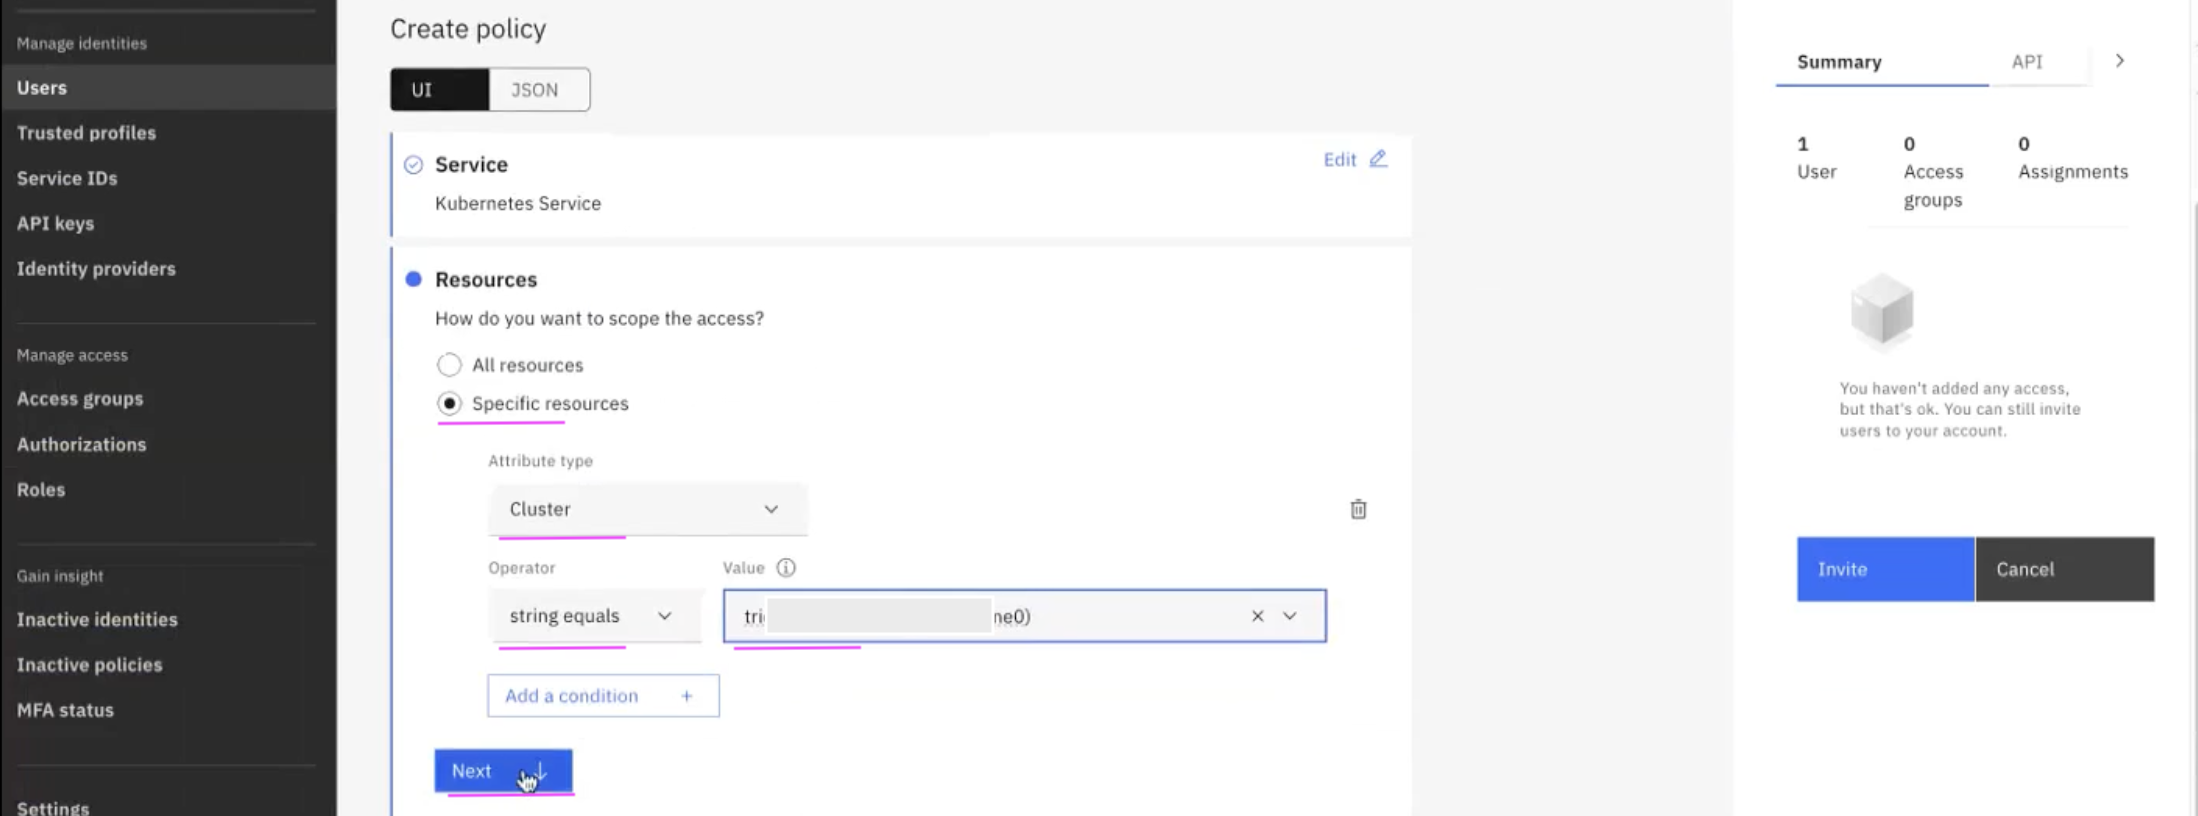 Manage identities
Users
Trusted profiles
Service IDs
API keys
Identity providers
Manage access
Access groups
Authorizations
Roles
Gain insight
Inactive identities
Inactive policies
MFA status
Settings
Create policy
UI
JSON
Service
Edit
Kubernetes Service
Resources
How do you want to scope the access?
All resources
Specific resources
Attribute type
Cluster
Operator
Value
string equals
tri ne0)
Add a condition +
Next
Summary
API
1
User
0
Access
groups
0
Assignments
You haven't added any access,
but that's ok. You can still invite
users to your account.
Invite
Cancel